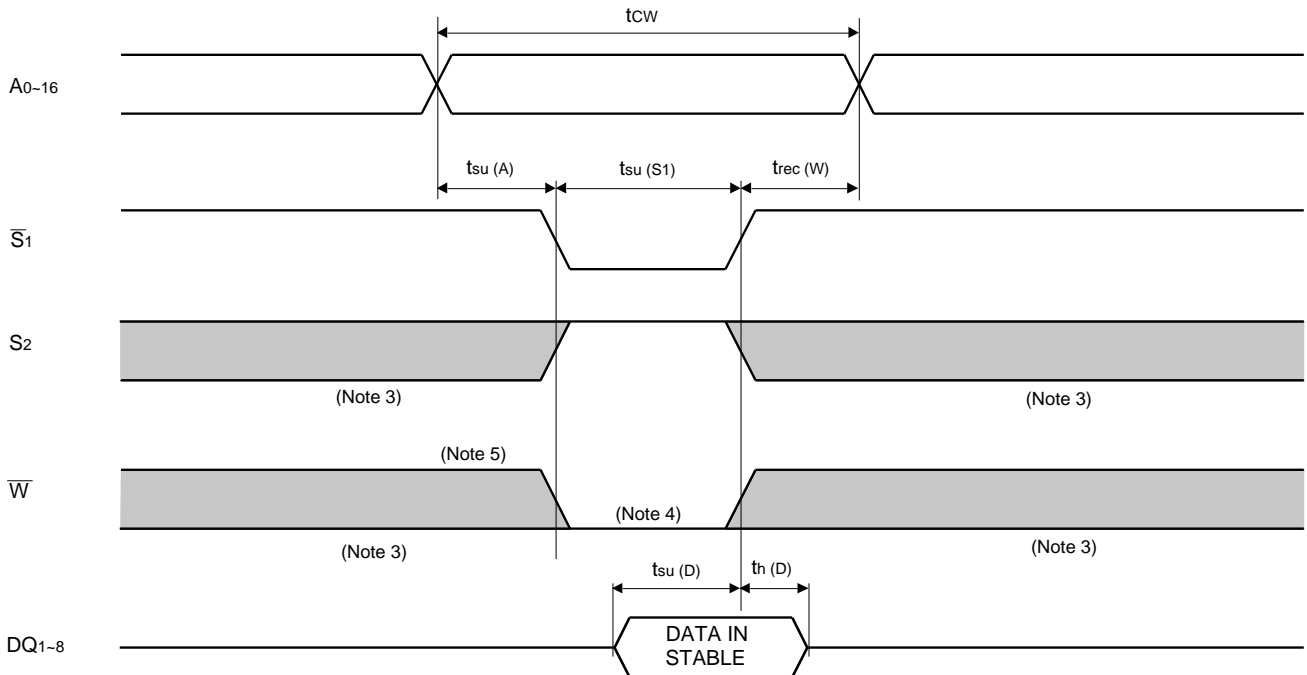 tCW
A0~16
tsu (A)
tsu (S1)
trec (W)
S̅1
S2
(Note 3)
(Note 3)
(Note 5)
W̅
(Note 4)
(Note 3)
(Note 3)
tsu (D)
th (D)
DQ1~8
DATA IN
STABLE